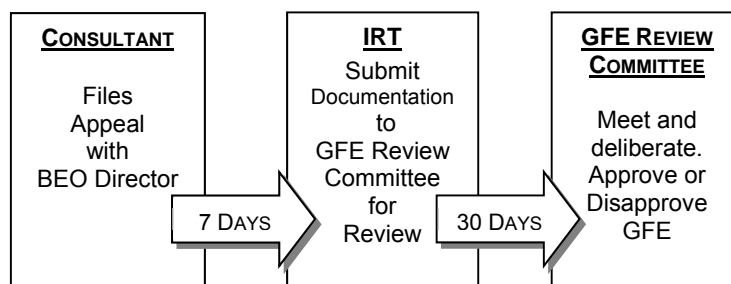 CONSULTANT
Files
Appeal
with
BEO Director
7 DAYS
IRT
Submit
Documentation
to
GFE Review
Committee
for
Review
30 DAYS
GFE REVIEW
COMMITTEE
Meet and
deliberate.
Approve or
Disapprove
GFE